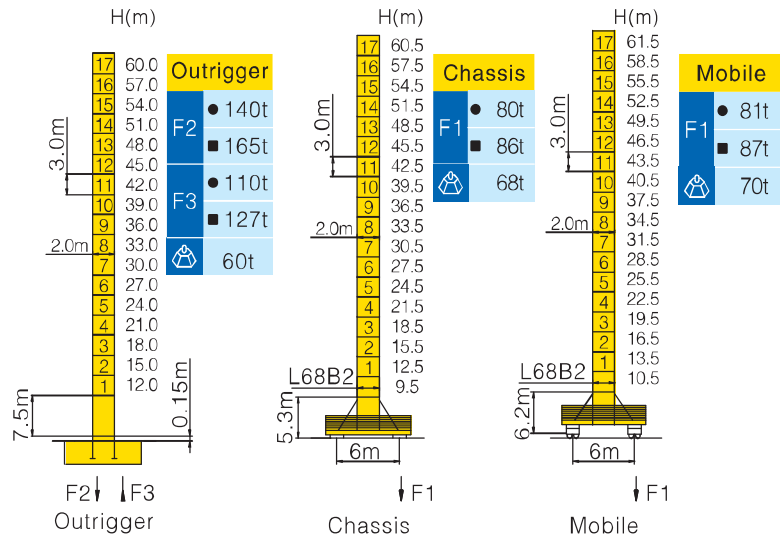 H(m)
17 60.0
16 57.0
15 54.0
14 51.0
13 48.0
12 45.0
11 42.0
10 39.0
9 36.0
8 33.0
7 30.0
6 27.0
5 24.0
4 21.0
3 18.0
2 15.0
1 12.0
3.0m
2.0m
7.5m
0.15m
F2 F3
Outrigger
Outrigger
F2 ● 140t
■ 165t
F3 ● 110t
■ 127t
60t
H(m)
17 60.5
16 57.5
15 54.5
14 51.5
13 48.5
12 45.5
11 42.5
10 39.5
9 36.5
8 33.5
7 30.5
6 27.5
5 24.5
4 21.5
3 18.5
2 15.5
1 12.5
9.5
3.0m
2.0m
L68B2
5.3m
6m
F1
Chassis
Chassis
F1 ● 80t
■ 86t
68t
H(m)
17 61.5
16 58.5
15 55.5
14 52.5
13 49.5
12 46.5
11 43.5
10 40.5
9 37.5
8 34.5
7 31.5
6 28.5
5 25.5
4 22.5
3 19.5
2 16.5
1 13.5
10.5
3.0m
2.0m
L68B2
6.2m
6m
F1
Mobile
Mobile
F1 ● 81t
■ 87t
70t